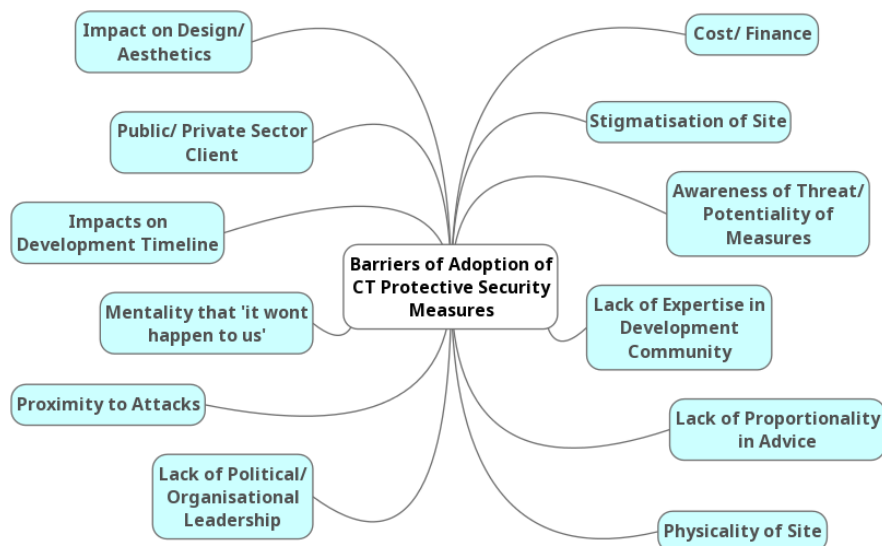 Impact on Design/
Aesthetics
Public/ Private Sector
Client
Impacts on
Development Timeline
Mentality that 'it wont
happen to us'
Proximity to Attacks
Lack of Political/
Organisational
Leadership
Barriers of Adoption of
CT Protective Security
Measures
Cost/ Finance
Stigmatisation of Site
Awareness of Threat/
Potentiality of
Measures
Lack of Expertise in
Development
Community
Lack of Proportionality
in Advice
Physicality of Site